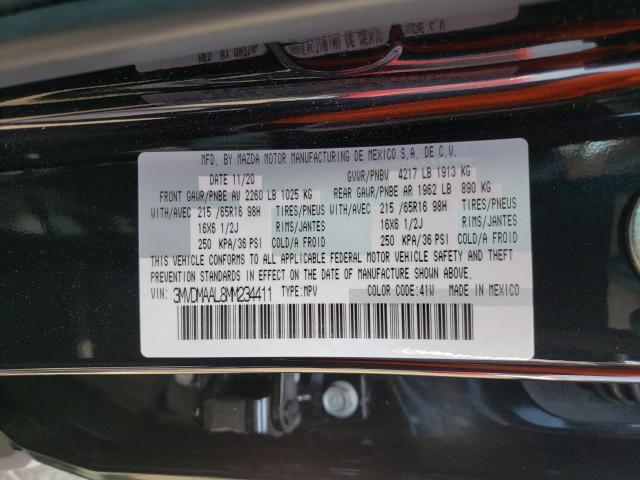 MFD. BY MAZDA MOTOR MANUFACTURING DE MEXICO S.A. DE C.V.
DATE 11/20 GVWR/PNBV 4217 LB 1913 KG
FRONT GAWR/PNBE AV 2260 LB 1025 KG REAR GAWR/PNBE AR 1962 LB 890 KG
WITH/AVEC 215 /65R16 98H TIRES/PNEUS WITH/AVEC 215 /65R16 98H TIRES/PNEUS
16X6 1/2J RIMS/JANTES 16X6 1/2J RIMS/JANTES
250 KPA/36 PSI COLD/A FROID 250 KPA/36 PSI COLD/A FROID
THIS VEHICLE CONFORMS TO ALL APPLICABLE FEDERAL MOTOR VEHICLE SAFETY AND THEFT
PREVENTION STANDARDS IN EFFECT ON THE DATE OF MANUFACTURE SHOWN ABOVE.
VIN: 3MVDMAAL8MM234411 TYPE:MPV COLOR CODE:41W MADE IN MEXICO